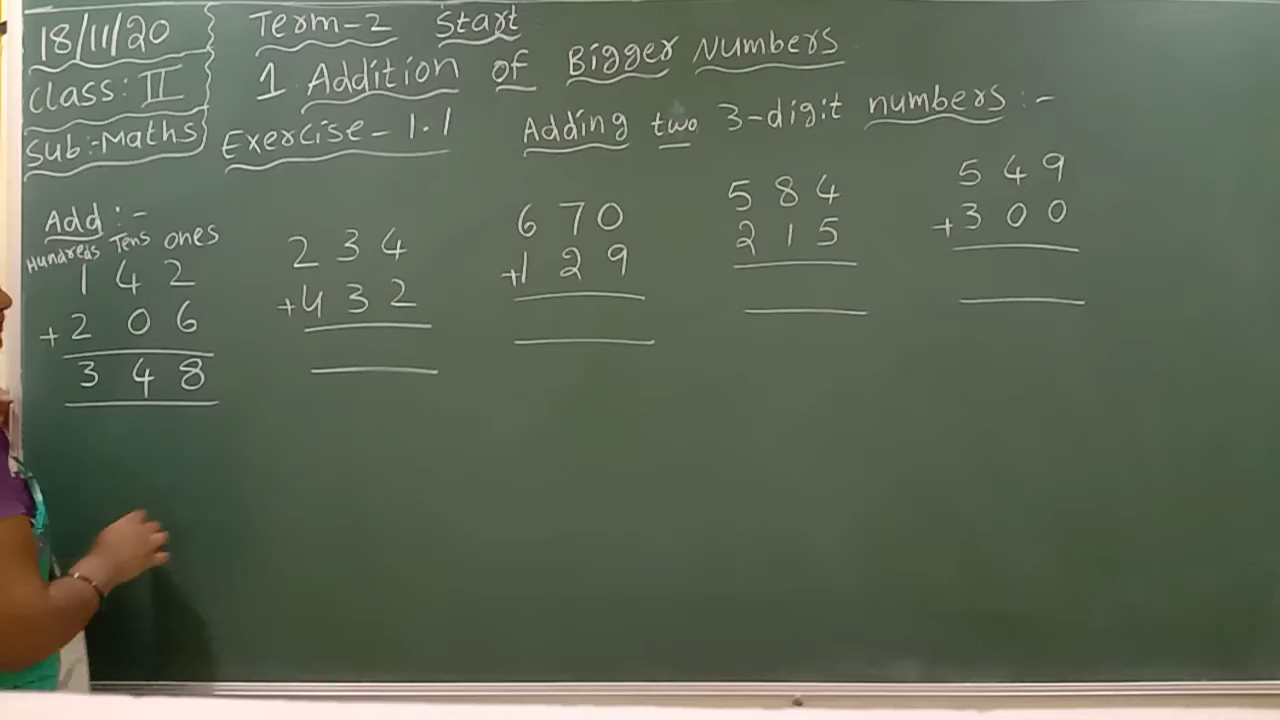 18/11/20
Class: II
Sub:-Maths
Term-2 Start
1 Addition of Bigger Numbers
Exercise-1.1
Adding two 3-digit numbers:-
Add:-
Hundreds Tens ones
1 4 2
+2 0 6
3 4 8
2 3 4
+4 3 2
6 7 0
+1 2 9
5 8 4
2 1 5
5 4 9
+3 0 0